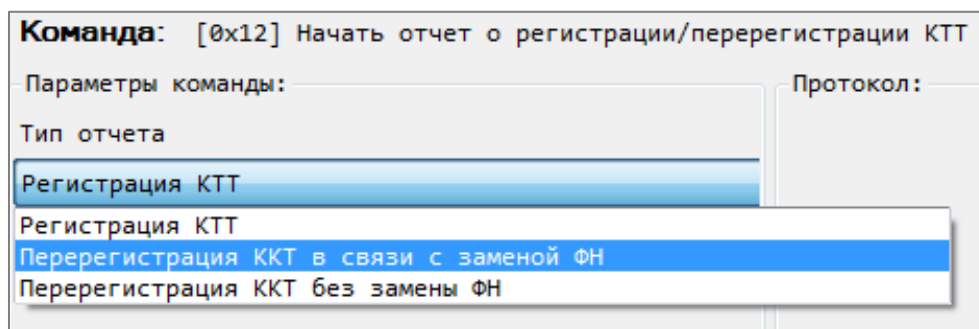 Команда: [0x12] Начать отчет о регистрации/перерегистрации КТТ
Параметры команды:
Протокол:
Тип отчета
Регистрация КТТ
Регистрация КТТ
Перерегистрация ККТ в связи с заменой ФН
Перерегистрация ККТ без замены ФН